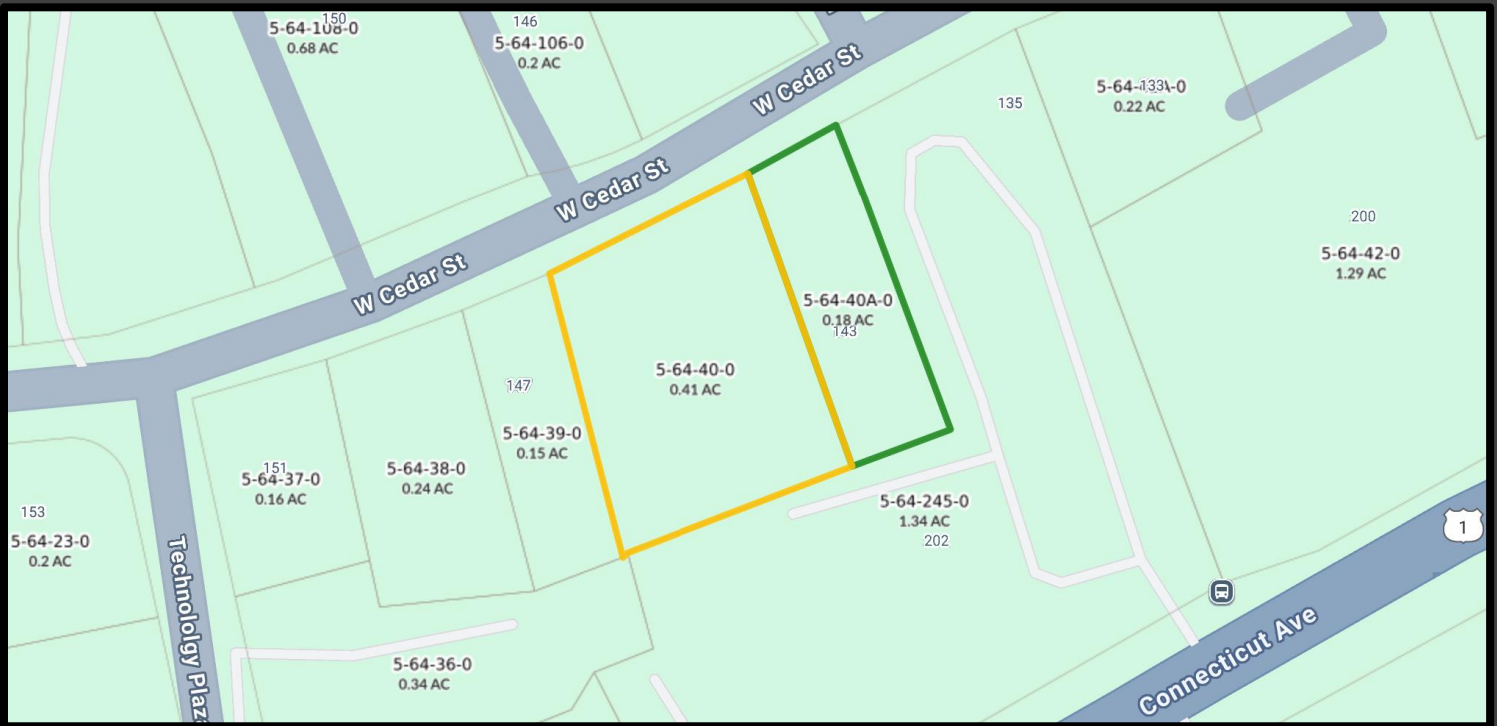 150
5-64-108-0
0.68 AC
146
5-64-106-0
0.2 AC
W Cedar St
135
133
0.22 AC
W Cedar St
200
5-64-42-0
1.29 AC
W Cedar St
5-64-40A-0
0.18 AC
143
5-64-40-0
0.41 AC
147
5-64-39-0
0.15 AC
151
5-64-37-0
0.16 AC
5-64-38-0
0.24 AC
153
5-64-23-0
0.2 AC
5-64-245-0
1.34 AC
202
1
Technololgy Plaz
5-64-36-0
0.34 AC
Connecticut Ave